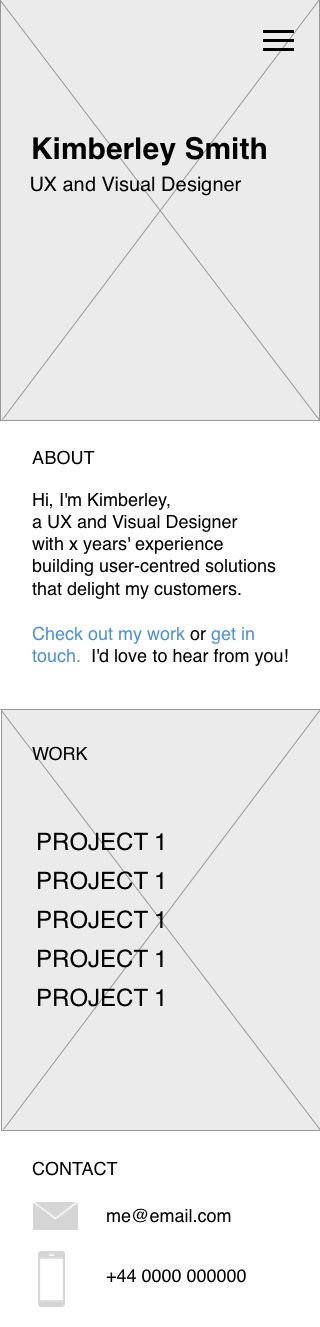 Kimberley Smith
UX and Visual Designer
ABOUT
Hi, I'm Kimberley,
a UX and Visual Designer
with x years' experience
building user-centred solutions
that delight my customers.
Check out my work or get in
touch.  I'd love to hear from you!
WORK
PROJECT 1
PROJECT 1
PROJECT 1
PROJECT 1
PROJECT 1
CONTACT
me@email.com
+44 0000 000000